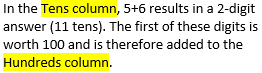 In the Tens column, 5+6 results in a 2-digit
answer (11 tens). The first of these digits is
worth 100 and is therefore added to the
Hundreds column.